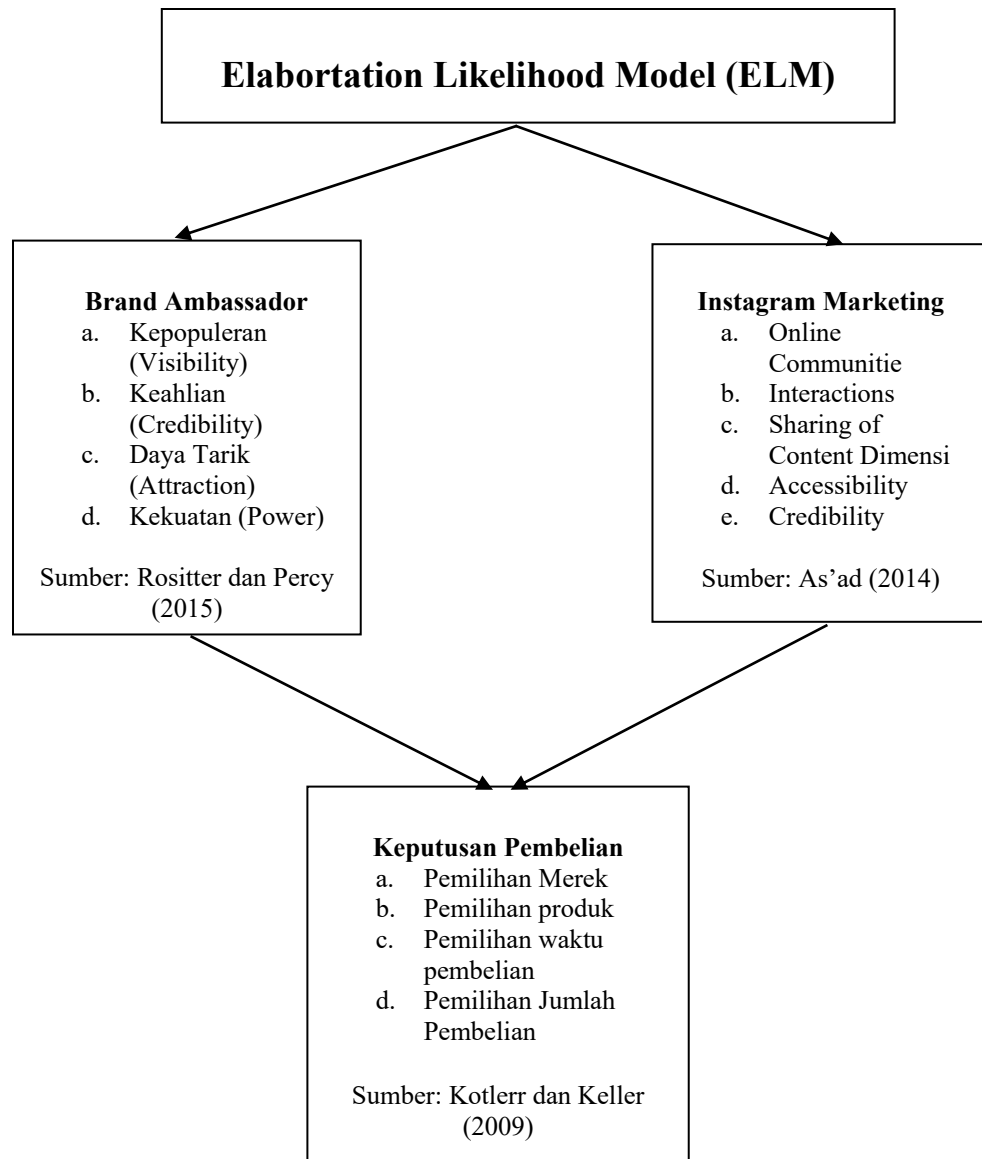 Elabortation Likelihood Model (ELM)
Brand Ambassador
a. Kepopuleran
(Visibility)
b. Keahlian
(Credibility)
c. Daya Tarik
(Attraction)
d. Kekuatan (Power)
Sumber: Rositter dan Percy
(2015)
Instagram Marketing
a. Online
Communitie
b. Interactions
c. Sharing of
Content Dimensi
d. Accessibility
e. Credibility
Sumber: As’ad (2014)
Keputusan Pembelian
a. Pemilihan Merek
b. Pemilihan produk
c. Pemilihan waktu
pembelian
d. Pemilihan Jumlah
Pembelian
Sumber: Kotlerr dan Keller
(2009)